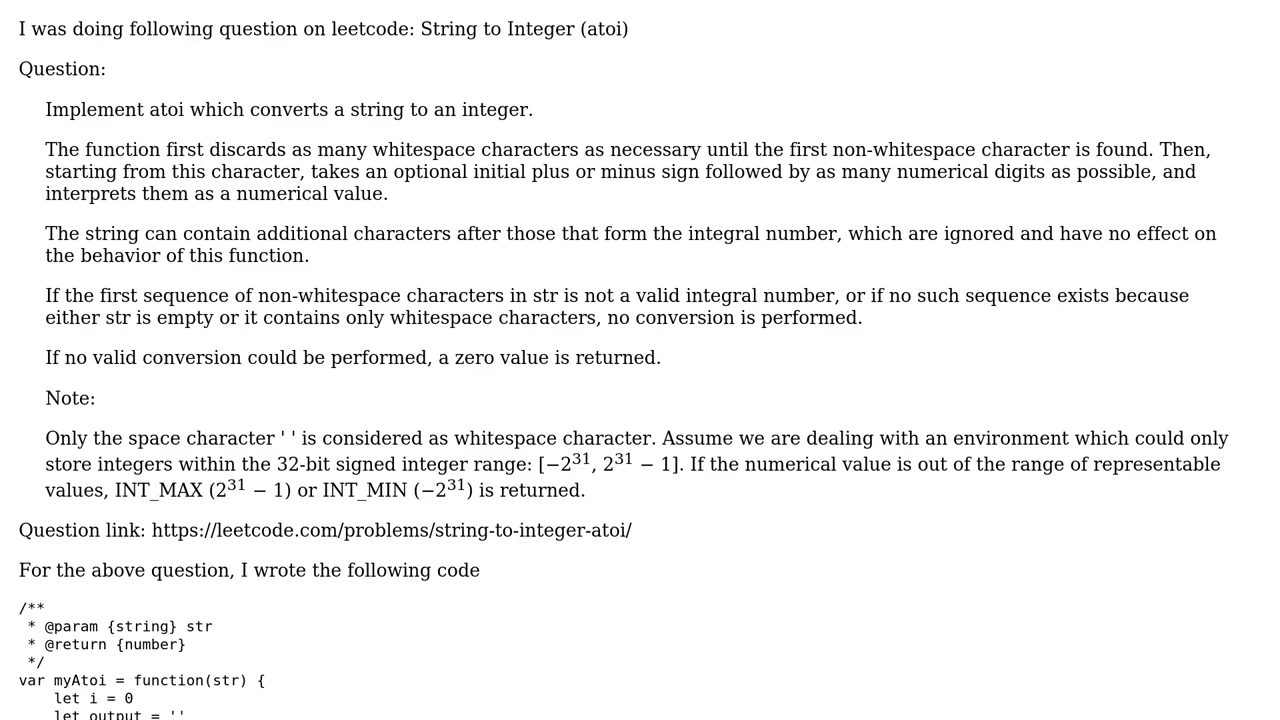 I was doing following question on leetcode: String to Integer (atoi)
Question:
Implement atoi which converts a string to an integer.
The function first discards as many whitespace characters as necessary until the first non-whitespace character is found. Then,
starting from this character, takes an optional initial plus or minus sign followed by as many numerical digits as possible, and
interprets them as a numerical value.
The string can contain additional characters after those that form the integral number, which are ignored and have no effect on
the behavior of this function.
If the first sequence of non-whitespace characters in str is not a valid integral number, or if no such sequence exists because
either str is empty or it contains only whitespace characters, no conversion is performed.
If no valid conversion could be performed, a zero value is returned.
Note:
Only the space character ' ' is considered as whitespace character. Assume we are dealing with an environment which could only
store integers within the 32-bit signed integer range: [−2^31, 2^31 − 1]. If the numerical value is out of the range of representable
values, INT_MAX (2^31 − 1) or INT_MIN (−2^31) is returned.
Question link: https://leetcode.com/problems/string-to-integer-atoi/
For the above question, I wrote the following code
/**
 * @param {string} str
 * @return {number}
 */
var myAtoi = function(str) {
    let i = 0
    let output = ''